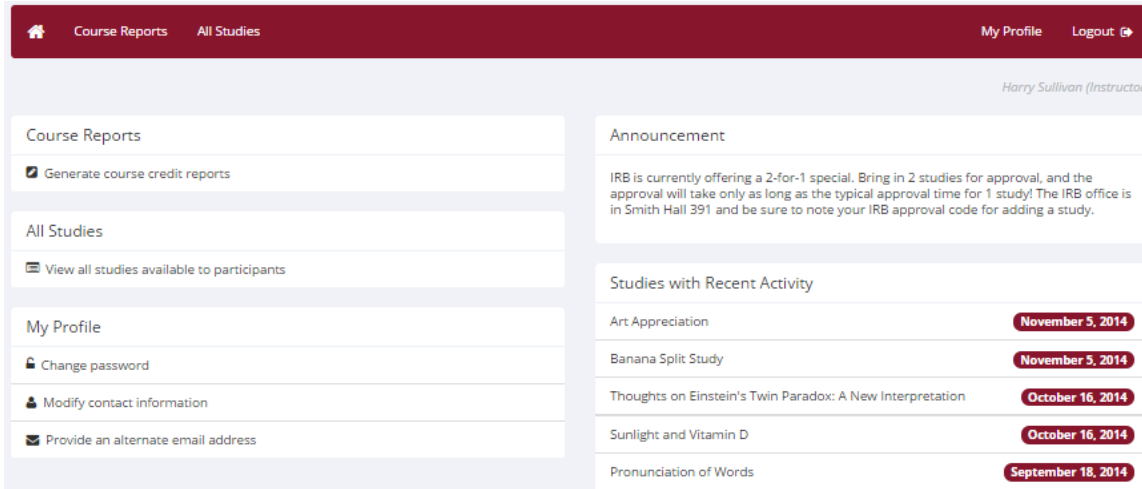 Course Reports All Studies My Profile Logout
Harry Sullivan (Instructor
Course Reports
Generate course credit reports
All Studies
View all studies available to participants
My Profile
Change password
Modify contact information
Provide an alternate email address
Announcement
IRB is currently offering a 2-for-1 special. Bring in 2 studies for approval, and the
approval will take only as long as the typical approval time for 1 study! The IRB office is
in Smith Hall 391 and be sure to note your IRB approval code for adding a study.
Studies with Recent Activity
Art Appreciation November 5, 2014
Banana Split Study November 5, 2014
Thoughts on Einstein's Twin Paradox: A New Interpretation October 16, 2014
Sunlight and Vitamin D October 16, 2014
Pronunciation of Words September 18, 2014